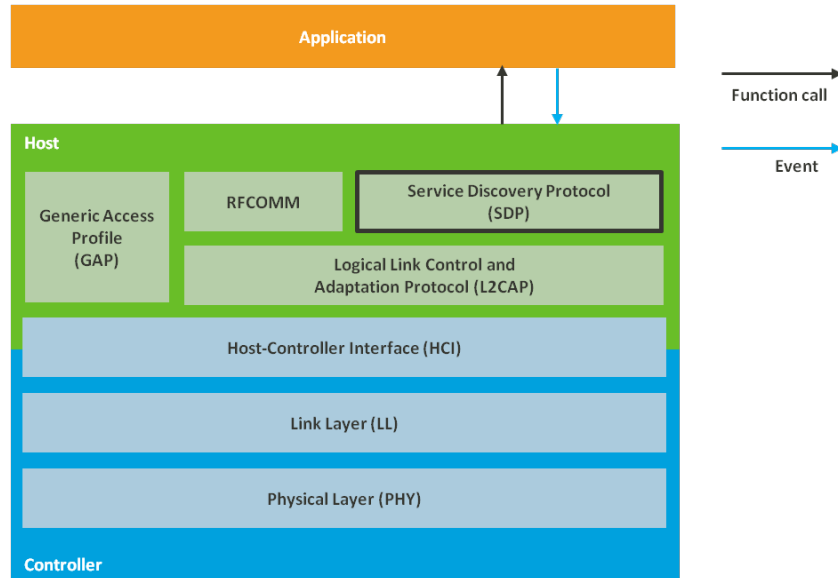 Application
Function call
Event
Host
Generic Access
Profile
(GAP)
RFCOMM
Service Discovery Protocol
(SDP)
Logical Link Control and
Adaptation Protocol (L2CAP)
Host-Controller Interface (HCI)
Link Layer (LL)
Physical Layer (PHY)
Controller